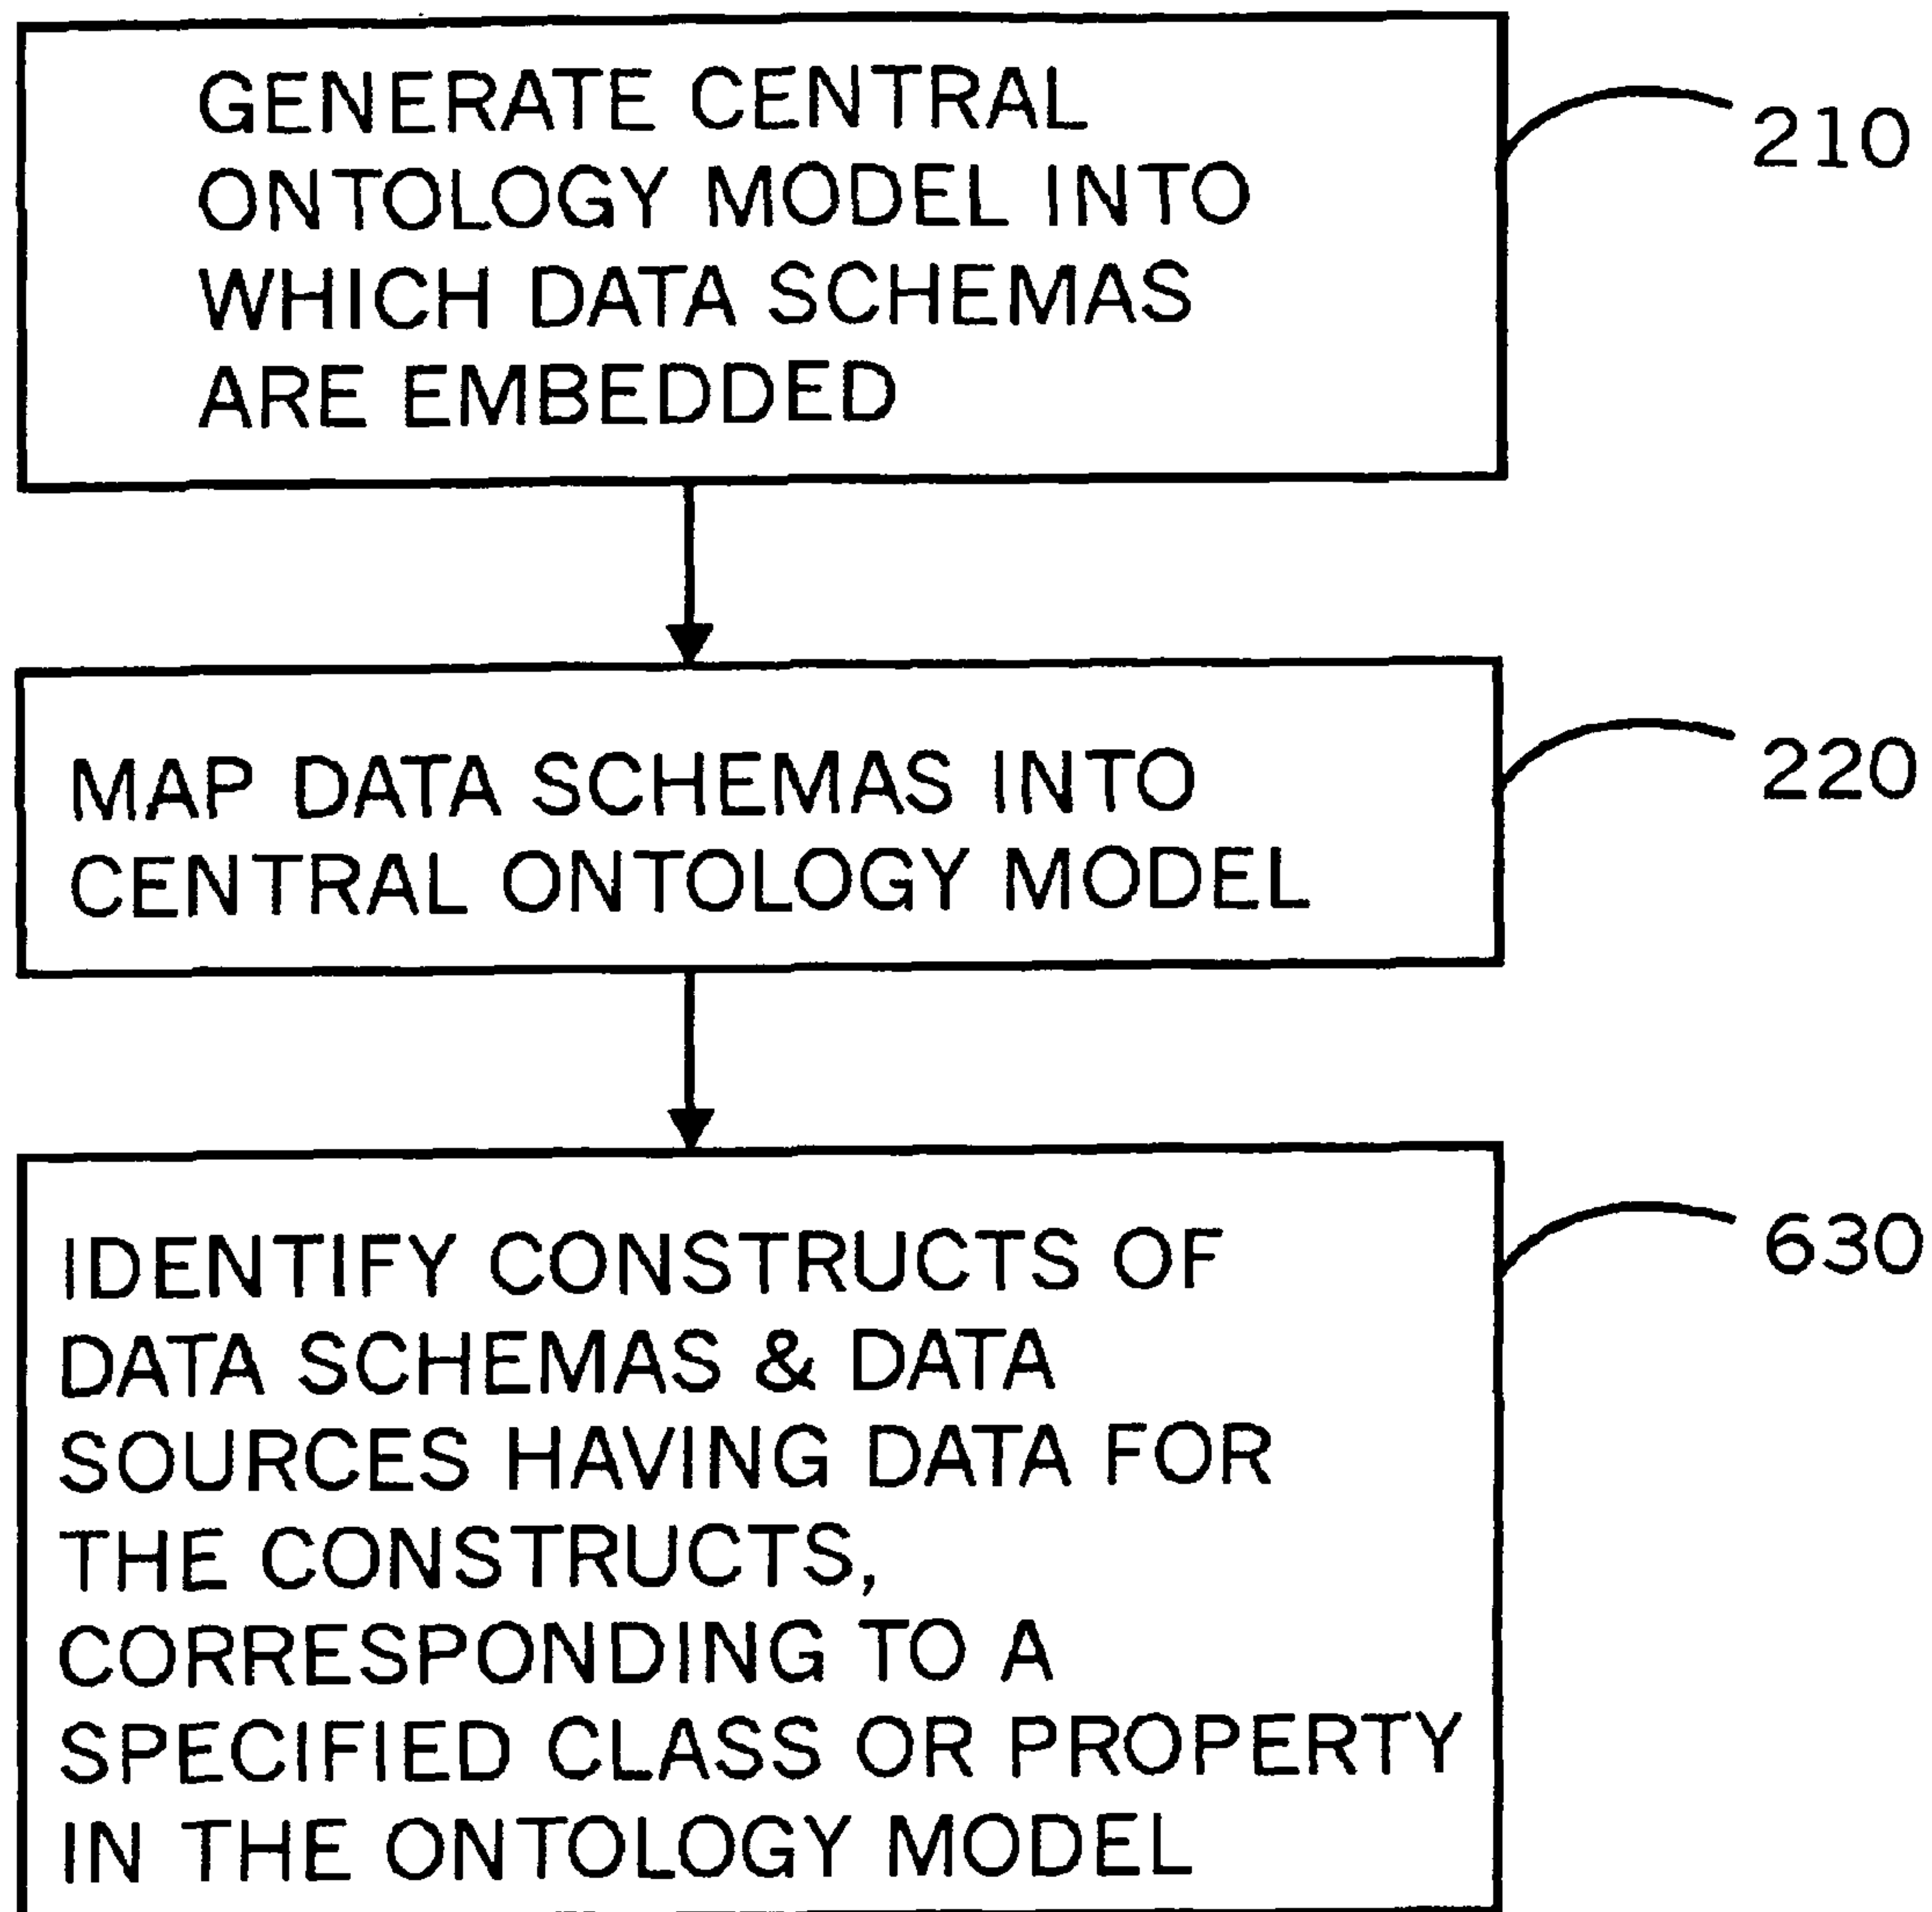 GENERATE CENTRAL
ONTOLOGY MODEL INTO
WHICH DATA SCHEMAS
ARE EMBEDDED
210
MAP DATA SCHEMAS INTO
CENTRAL ONTOLOGY MODEL
220
IDENTIFY CONSTRUCTS OF
DATA SCHEMAS & DATA
SOURCES HAVING DATA FOR
THE CONSTRUCTS,
CORRESPONDING TO A
SPECIFIED CLASS OR PROPERTY
IN THE ONTOLOGY MODEL
630